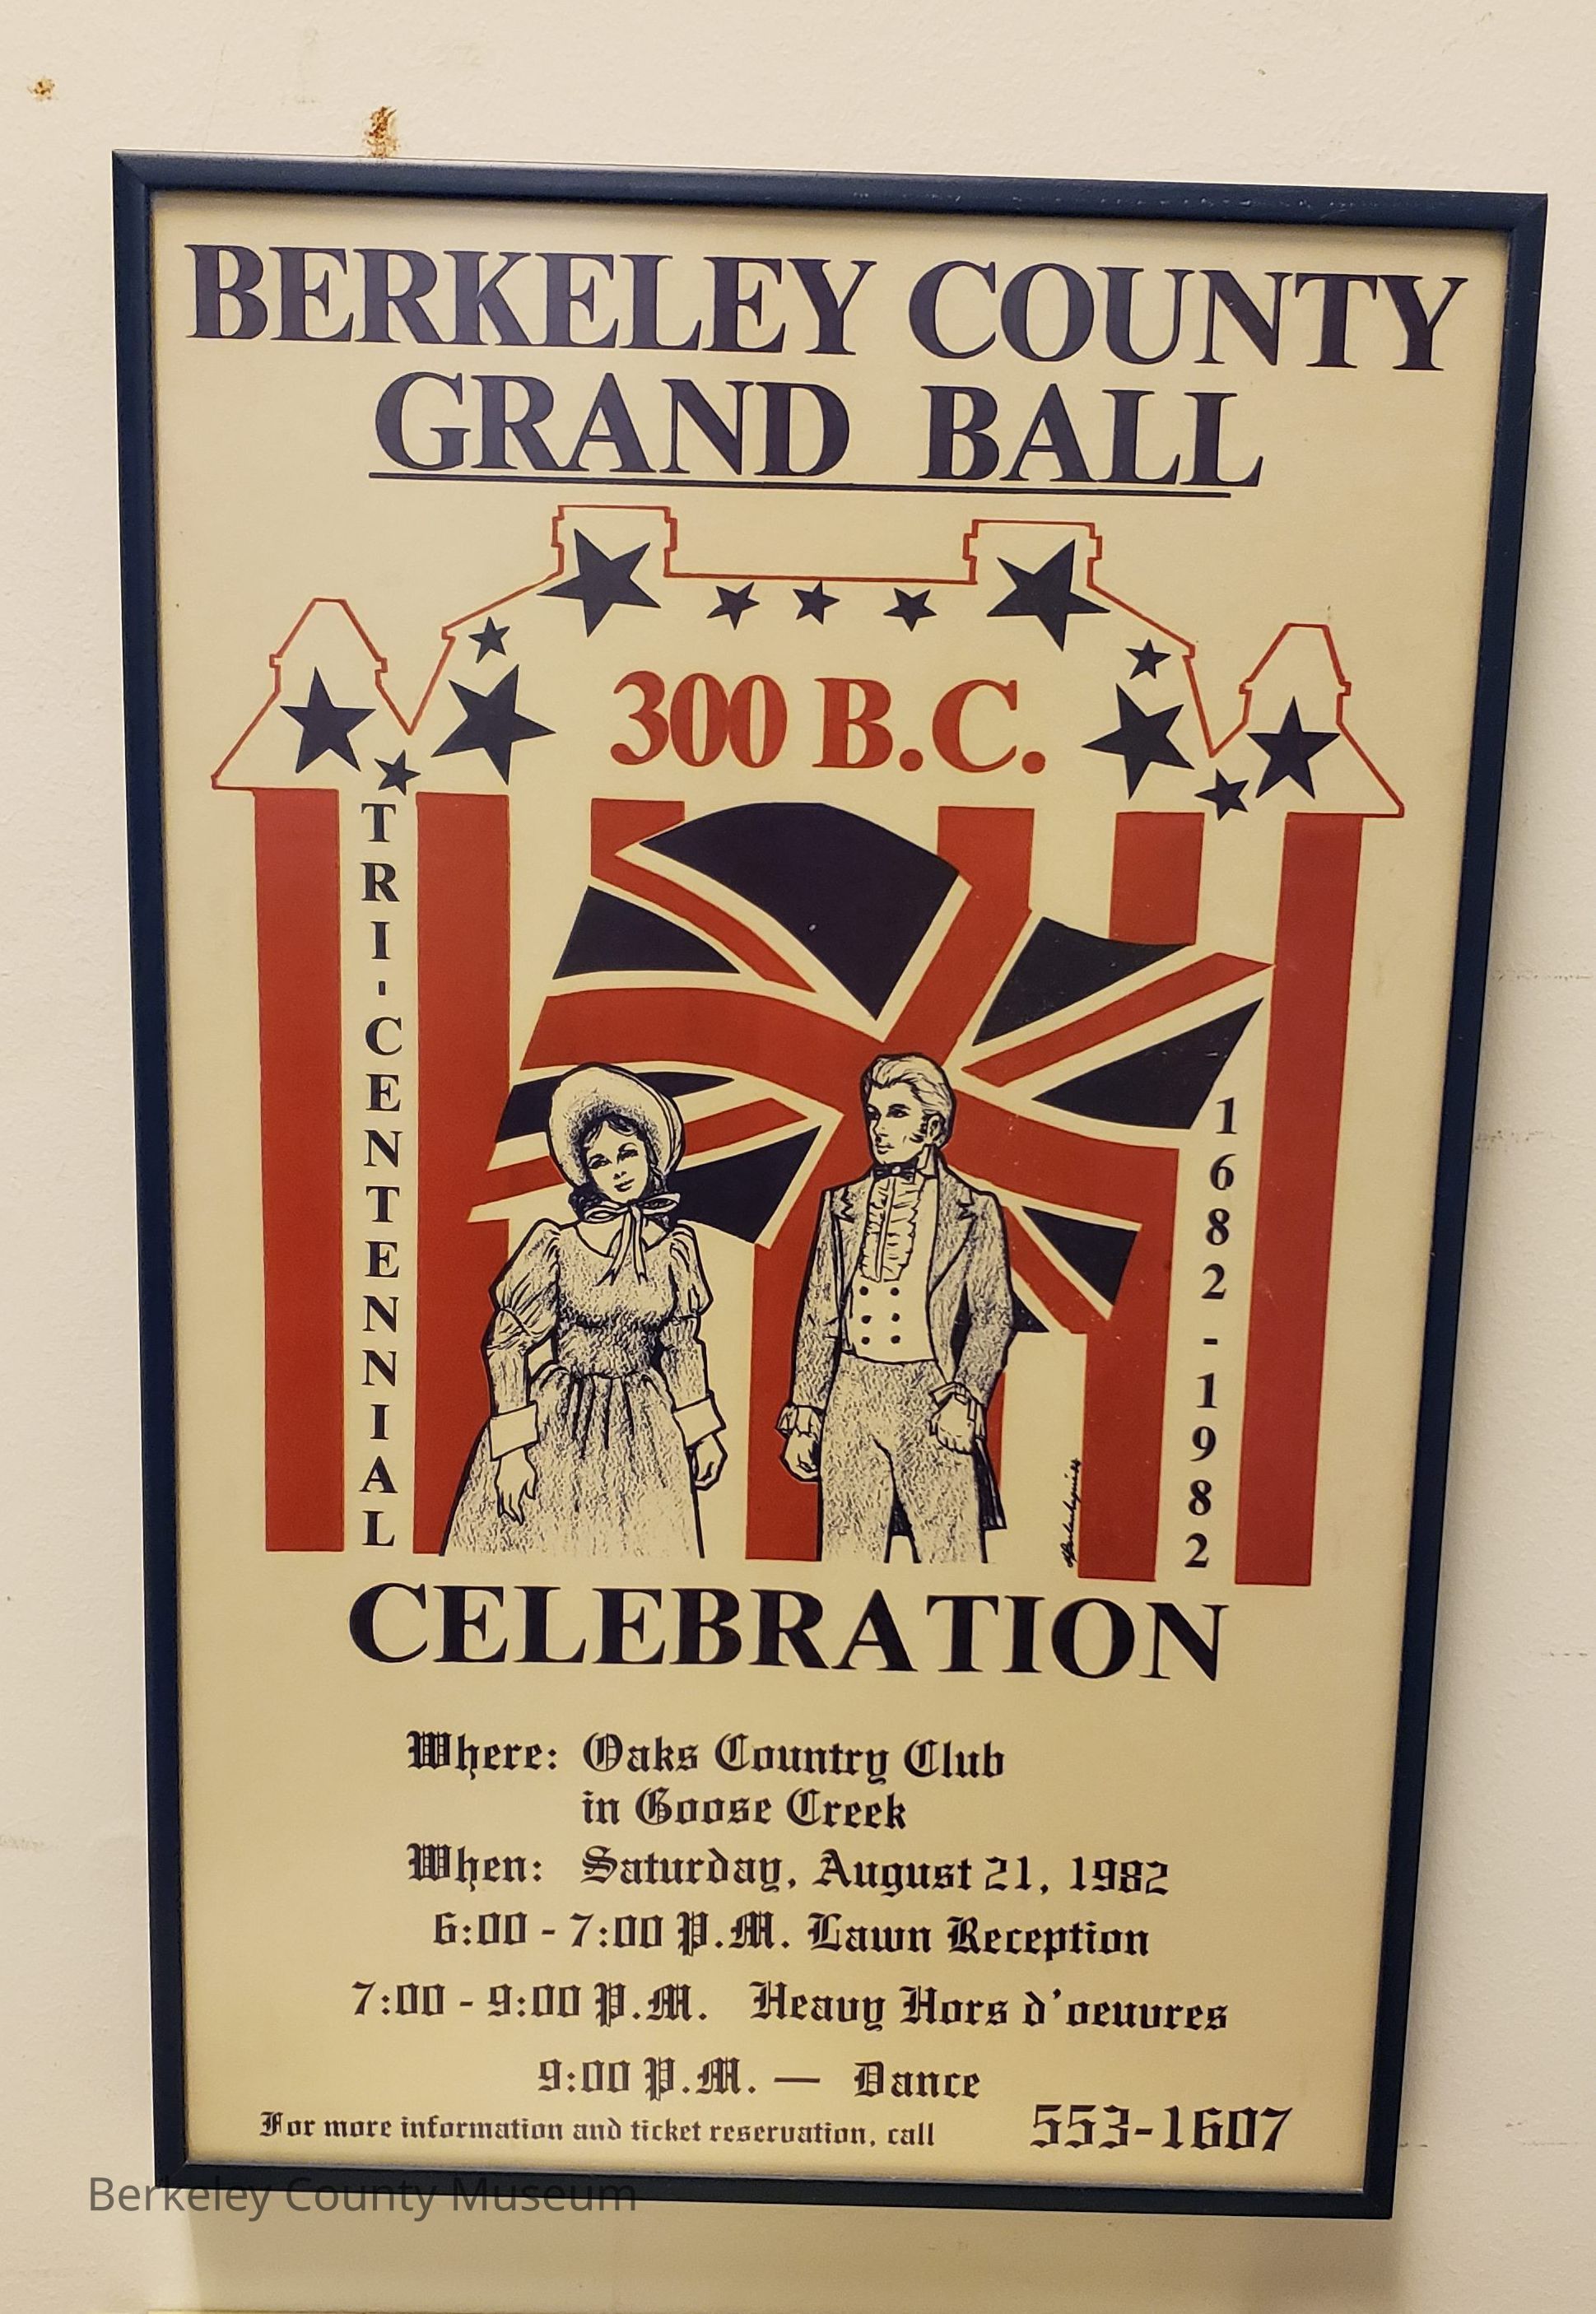 BERKELEY COUNTY
GRAND BALL
300 B.C.
TRI-CENTENNIAL
1682-1982
CELEBRATION
Where: Oaks Country Club
in Goose Creek
When: Saturday, August 21, 1982
6:00 - 7:00 P.M. Lawn Reception
7:00 - 9:00 P.M. Heavy Hors d'oeuvres
9:00 P.M. — Dance
For more information and ticket reservation, call 553-1607
Berkeley County Museum